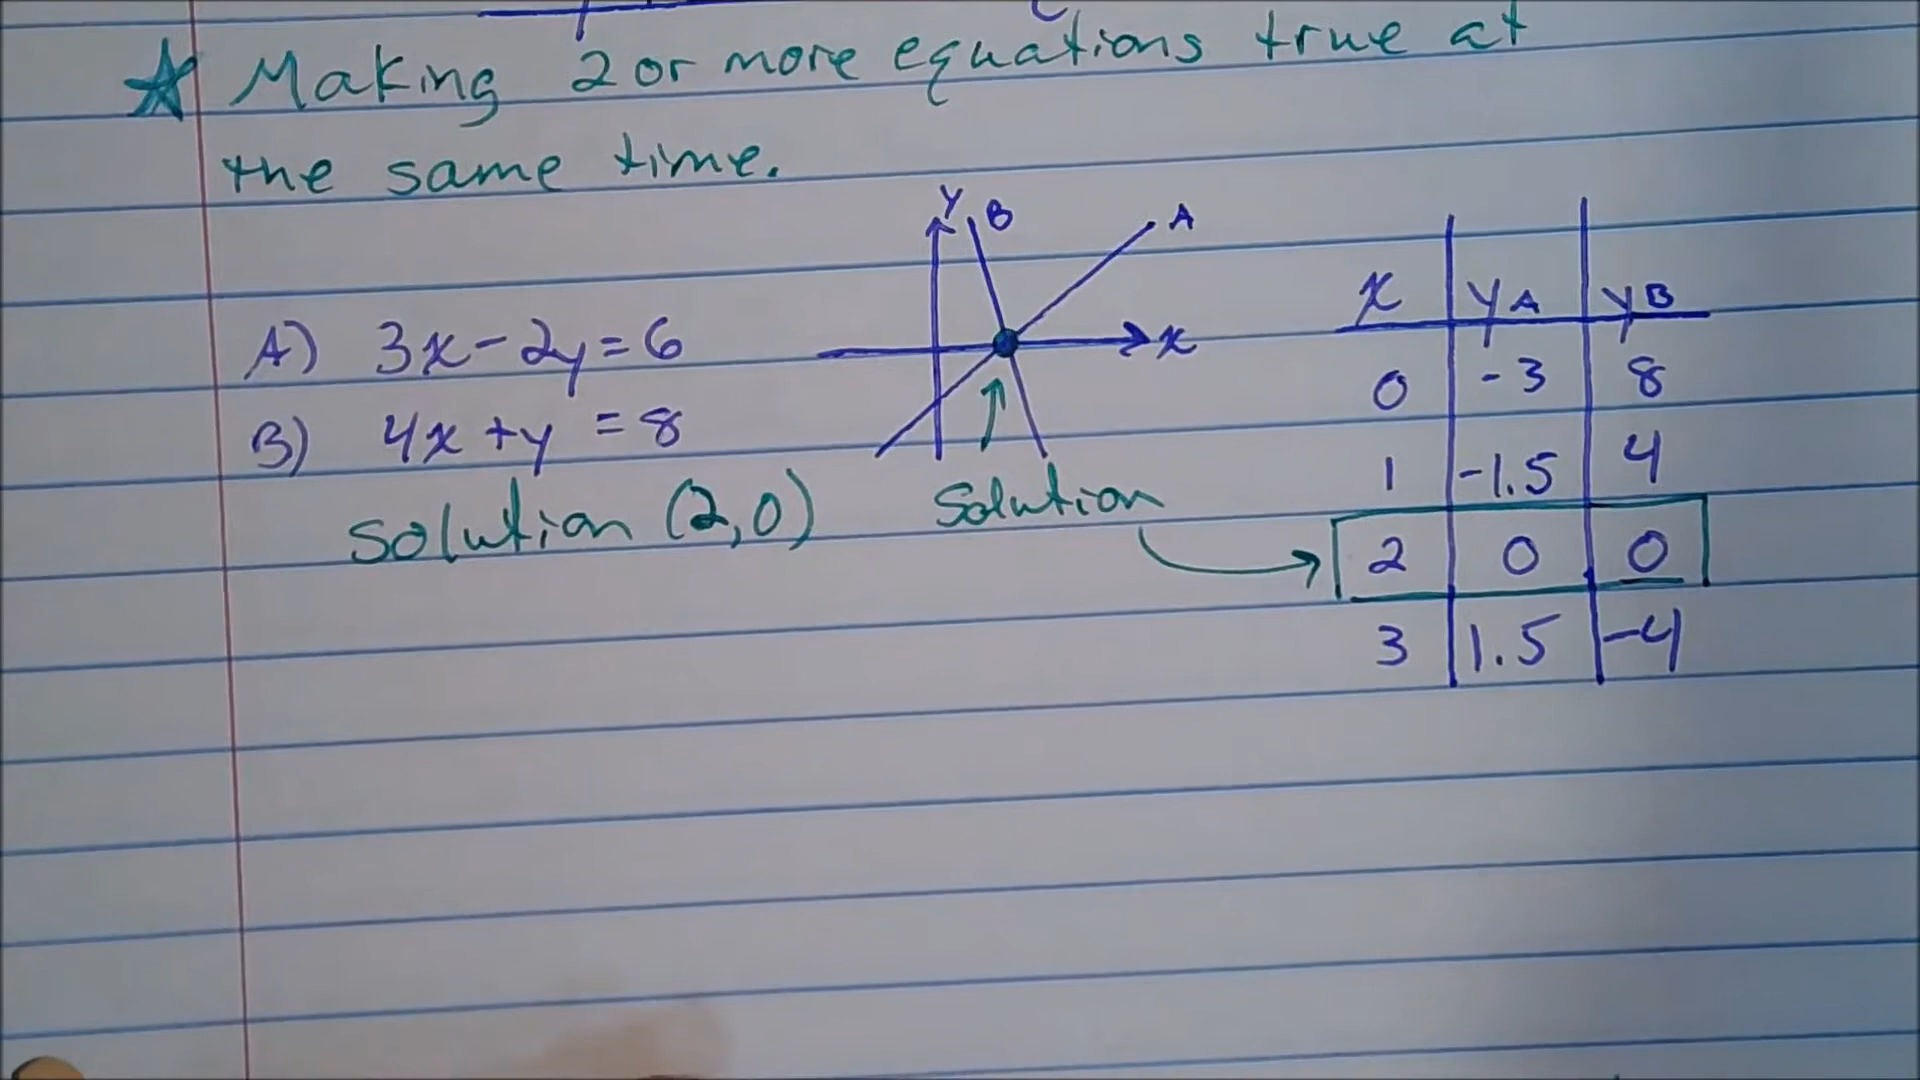 Making 2 or more equations true at
the same time.
A) 3x-2y=6
B) 4x+y=8
Solution (2,0)
y B A
x
Solution
x yA yB
0 -3 8
1 -1.5 4
2 0 0
3 1.5 -4